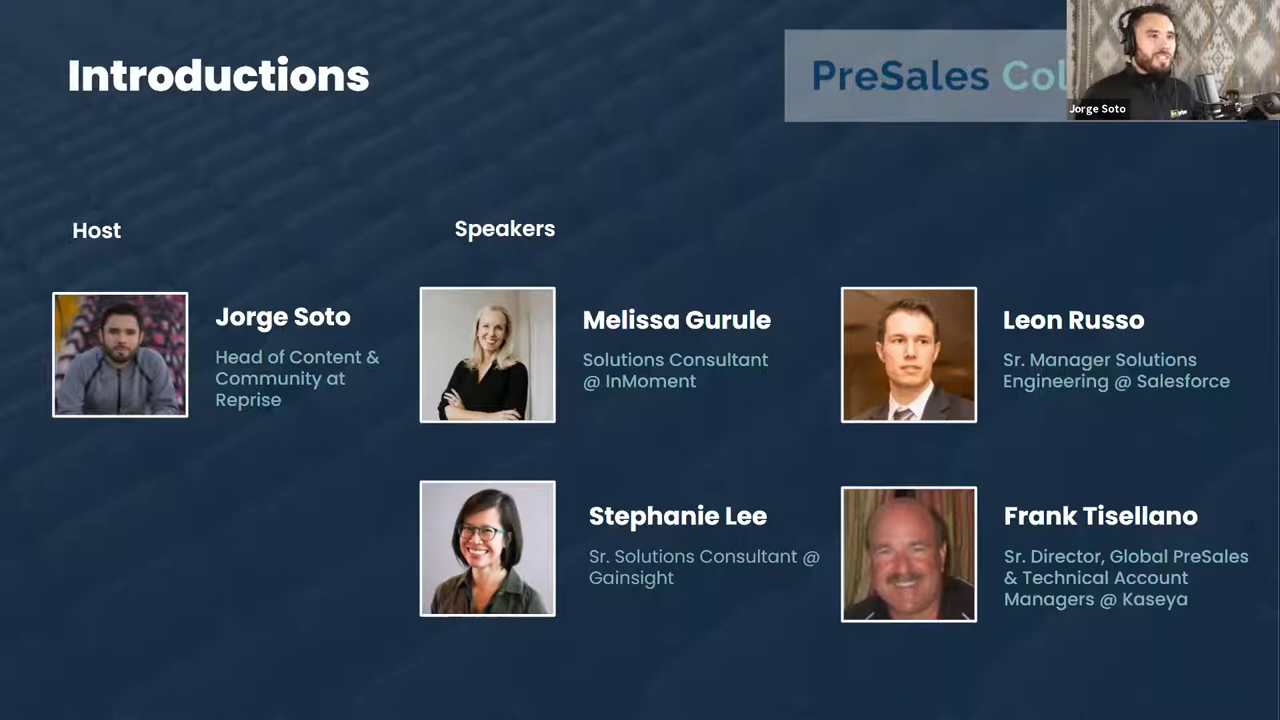 Introductions
PreSales Col
Jorge Soto
Host
Speakers
Jorge Soto
Head of Content &
Community at
Reprise
Melissa Gurule
Solutions Consultant
@ InMoment
Leon Russo
Sr. Manager Solutions
Engineering @ Salesforce
Stephanie Lee
Sr. Solutions Consultant @
Gainsight
Frank Tisellano
Sr. Director, Global PreSales
& Technical Account
Managers @ Kaseya